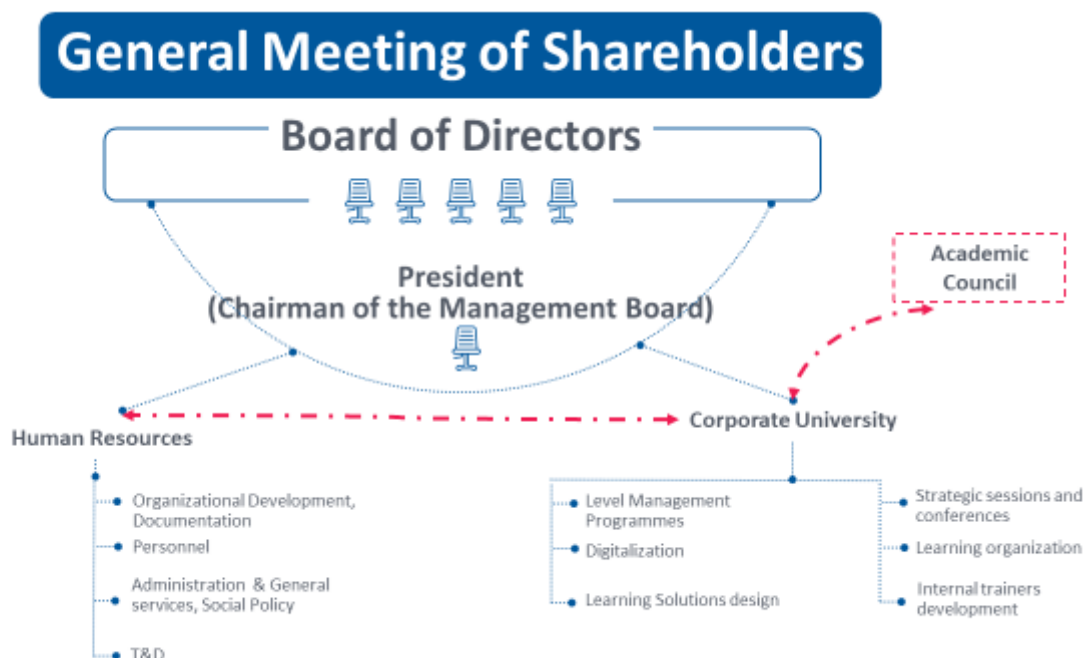 General Meeting of Shareholders
Board of Directors
President
(Chairman of the Management Board)
Academic
Council
Human Resources
Organizational Development,
Documentation
Personnel
Administration & General
services, Social Policy
T&D
Corporate University
Level Management
Programmes
Digitalization
Learning Solutions design
Strategic sessions and
conferences
Learning organization
Internal trainers
development